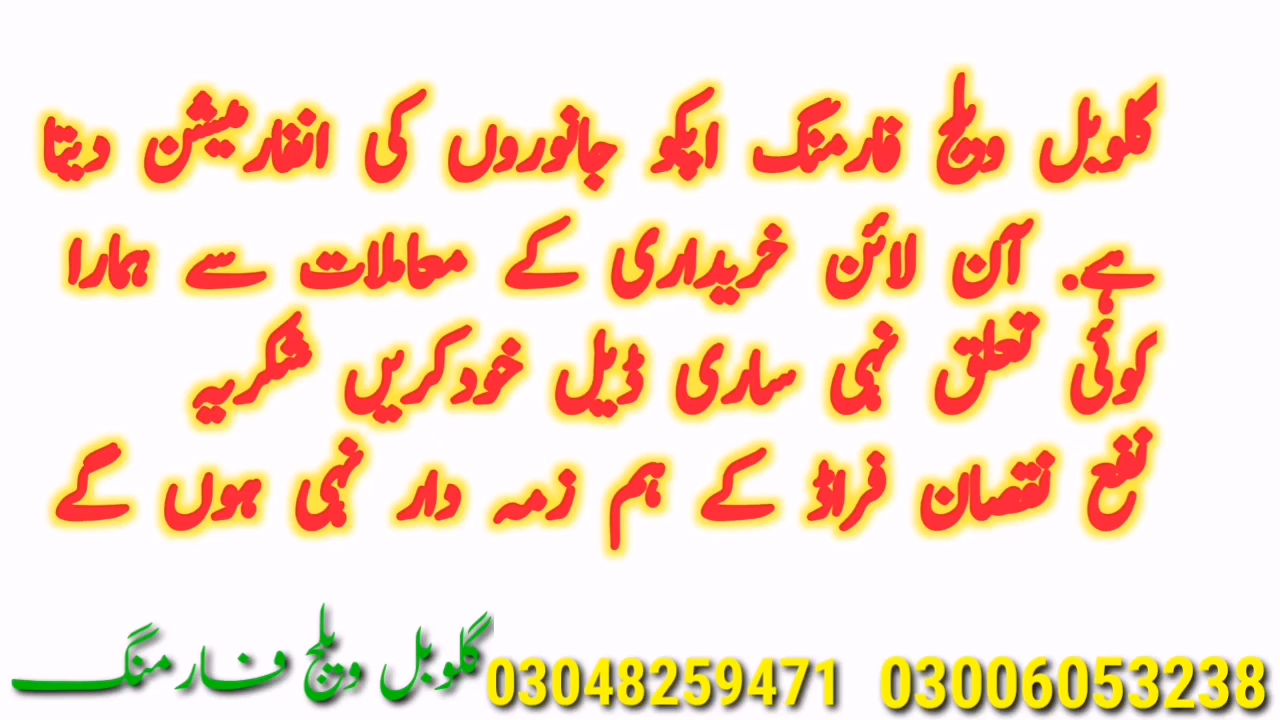 گلوبل ویلج فارمنگ اپکو جانوروں کی انفارمیشن دیتا
ہے. آن لائن خریداری کے معاملات سے ہمارا
کوئی تعلق نہی ساری ڈیل خودکریں شکریہ
نفع نقصان فراڈ کے ہم زمہ دار نہی ہوں گے
گلوبل ویلج فارمنگ 03048259471 03006053238